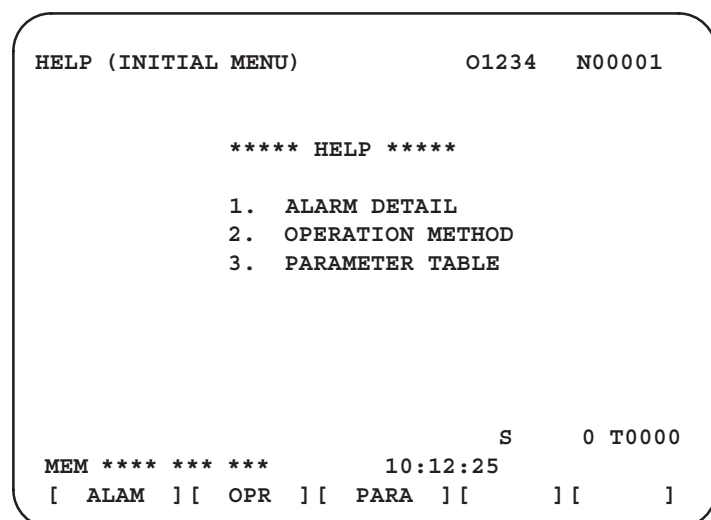 HELP (INITIAL MENU) O1234 N00001
***** HELP *****
1. ALARM DETAIL
2. OPERATION METHOD
3. PARAMETER TABLE
S 0 T0000
MEM **** *** *** 10:12:25
[ ALAM ][ OPR ][ PARA ][ ][ ]